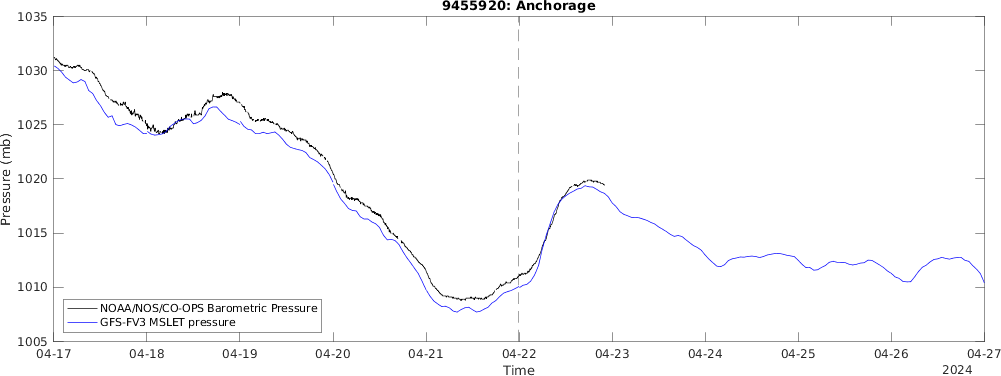 9455920: Anchorage
1035
1030
1025
1020
1015
1010
1005
Pressure (mb)
NOAA/NOS/CO-OPS Barometric Pressure
GFS-FV3 MSLET pressure
04-17 04-18 04-19 04-20 04-21 04-22 04-23 04-24 04-25 04-26 04-27
Time
2024